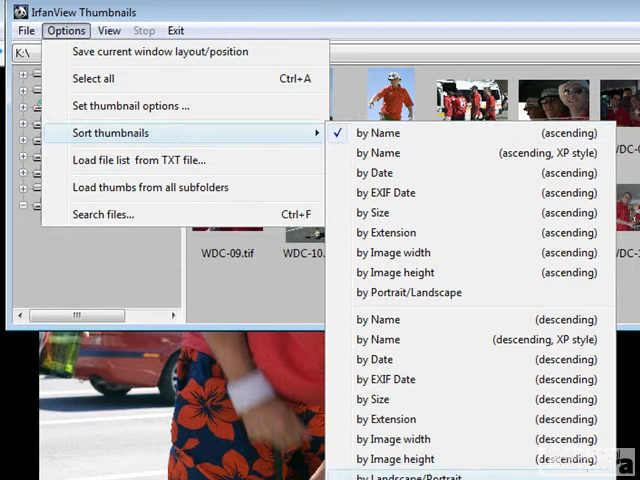 IrfanView Thumbnails
File Options View Stop Exit
K:\
Save current window layout/position
Select all Ctrl+A
Set thumbnail options ...
Sort thumbnails
Load file list from TXT file...
Load thumbs from all subfolders
Search files... Ctrl+F
by Name (ascending)
by Name (ascending, XP style)
by Date (ascending)
by EXIF Date (ascending)
by Size (ascending)
by Extension (ascending)
by Image width (ascending)
by Image height (ascending)
by Portrait/Landscape
by Name (descending)
by Name (descending, XP style)
by Date (descending)
by EXIF Date (descending)
by Size (descending)
by Extension (descending)
by Image width (descending)
by Image height (descending)
by Landscape/Portrait
WDC-09.tif WDC-10.